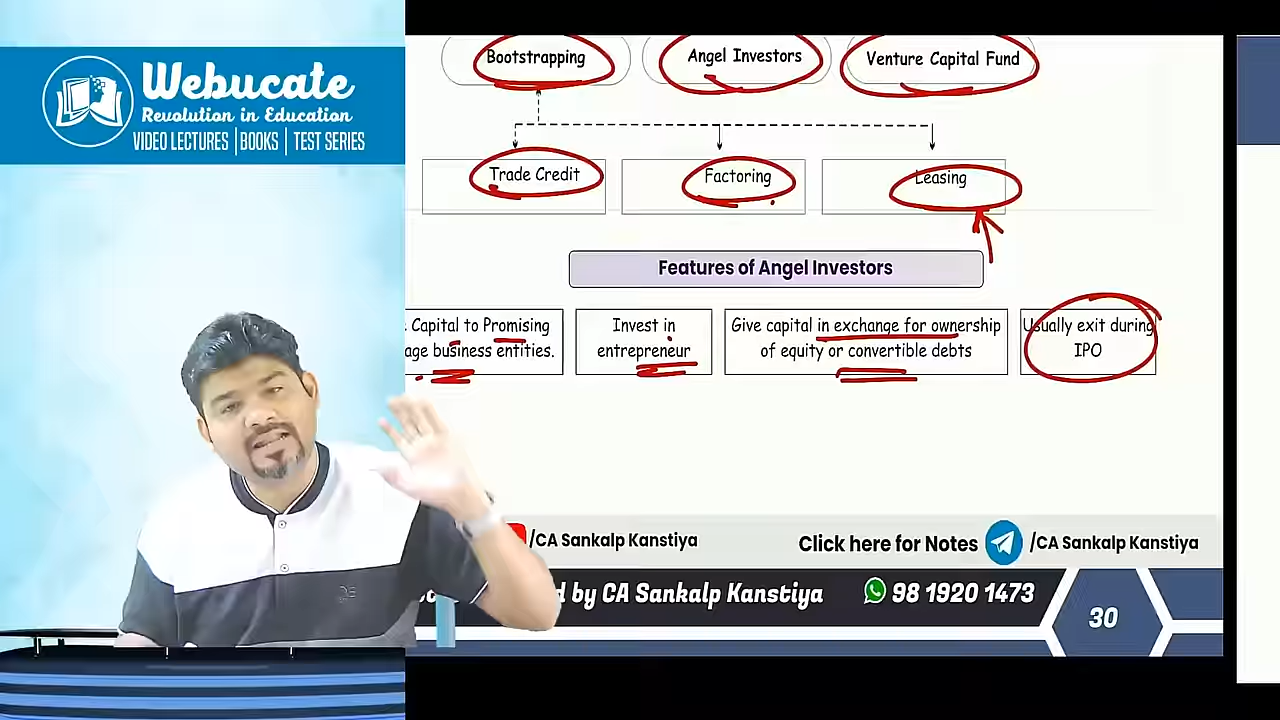 Webucate
Revolution in Education
VIDEO LECTURES | BOOKS | TEST SERIES
Bootstrapping
Angel Investors
Venture Capital Fund
Trade Credit
Factoring
Leasing
Features of Angel Investors
Capital to Promising
age business entities.
Invest in
entrepreneur
Give capital in exchange for ownership
of equity or convertible debts
Usually exit during
IPO
/CA Sankalp Kanstiya
Click here for Notes
/CA Sankalp Kanstiya
d by CA Sankalp Kanstiya
98 1920 1473
30